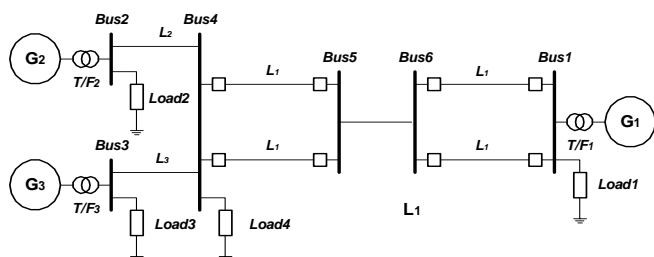 Bus2
Bus4
G2
L2
T/F2
Load2
L1
Bus5
Bus6
L1
Bus1
G1
T/F1
Bus3
L3
L1
L1
G3
T/F3
Load3
Load4
L1
Load1